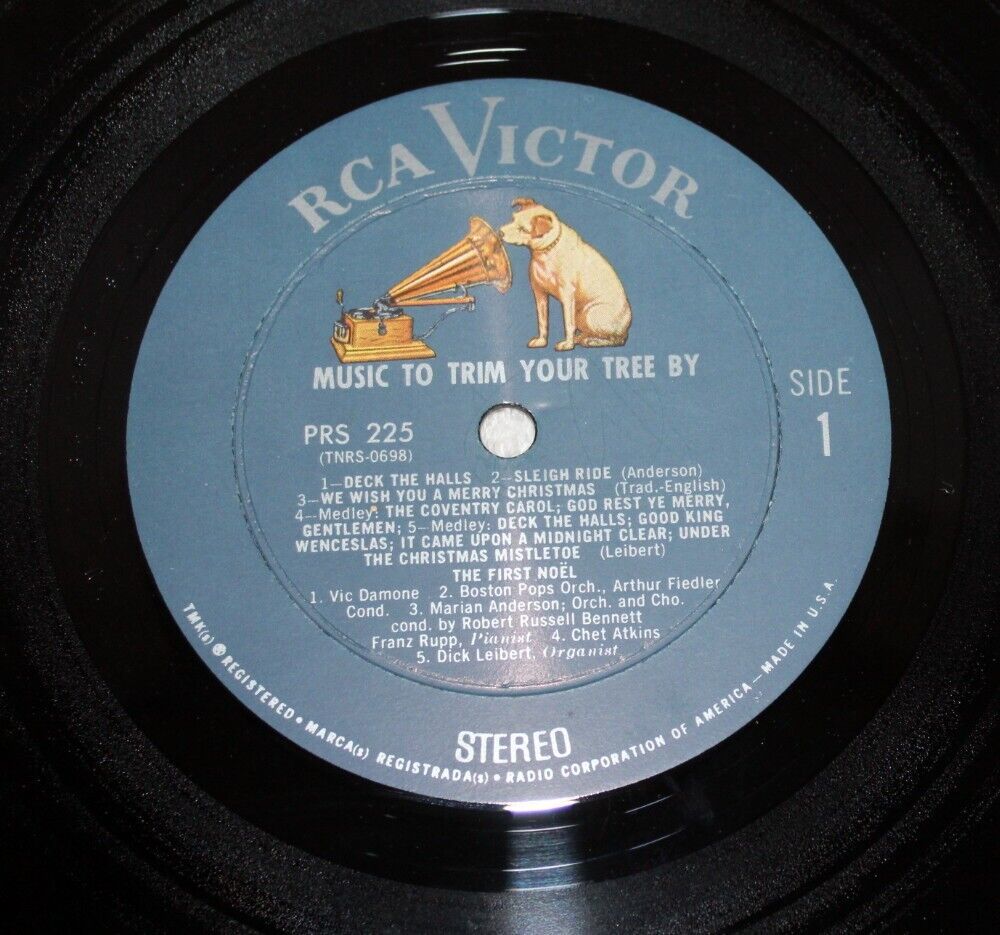 RCA VICTOR
MUSIC TO TRIM YOUR TREE BY
SIDE
1
PRS 225
(TNRS-0698)
1—DECK THE HALLS 2—SLEIGH RIDE (Anderson)
3—WE WISH YOU A MERRY CHRISTMAS (Trad.-English)
4—Medley: THE COVENTRY CAROL; GOD REST YE MERRY,
GENTLEMEN; 5—Medley: DECK THE HALLS; GOOD KING
WENCESLAS; IT CAME UPON A MIDNIGHT CLEAR; UNDER
THE CHRISTMAS MISTLETOE (Leibert)
THE FIRST NOËL
1. Vic Damone 2. Boston Pops Orch., Arthur Fiedler
Cond. 3. Marian Anderson; Orch. and Cho.
cond. by Robert Russell Bennett
Franz Rupp, Pianist 4. Chet Atkins
5. Dick Leibert, Organist
STEREO
TMK(s) ® REGISTERED • MARCA(s) REGISTRADA(s) • RADIO CORPORATION OF AMERICA—MADE IN U.S.A.